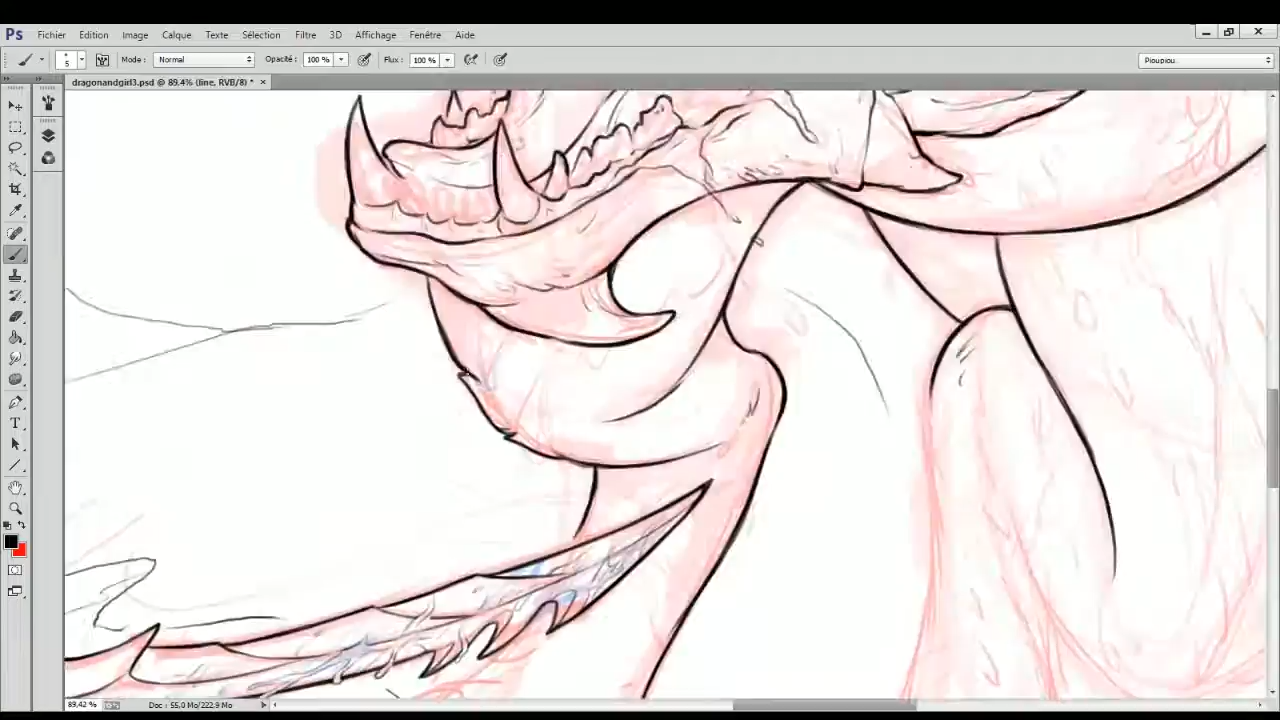 Ps Fichier Edition Image Calque Texte Sélection Filtre 3D Affichage Fenêtre Aide
5 Mode : Normal Opacité : 100 % Flux : 100 % Pioupiou.
dragonandgirl3.psd @ 89,4% (line, RVB/8) * ×
89,42 % Doc : 55,0 Mo/222,9 Mo